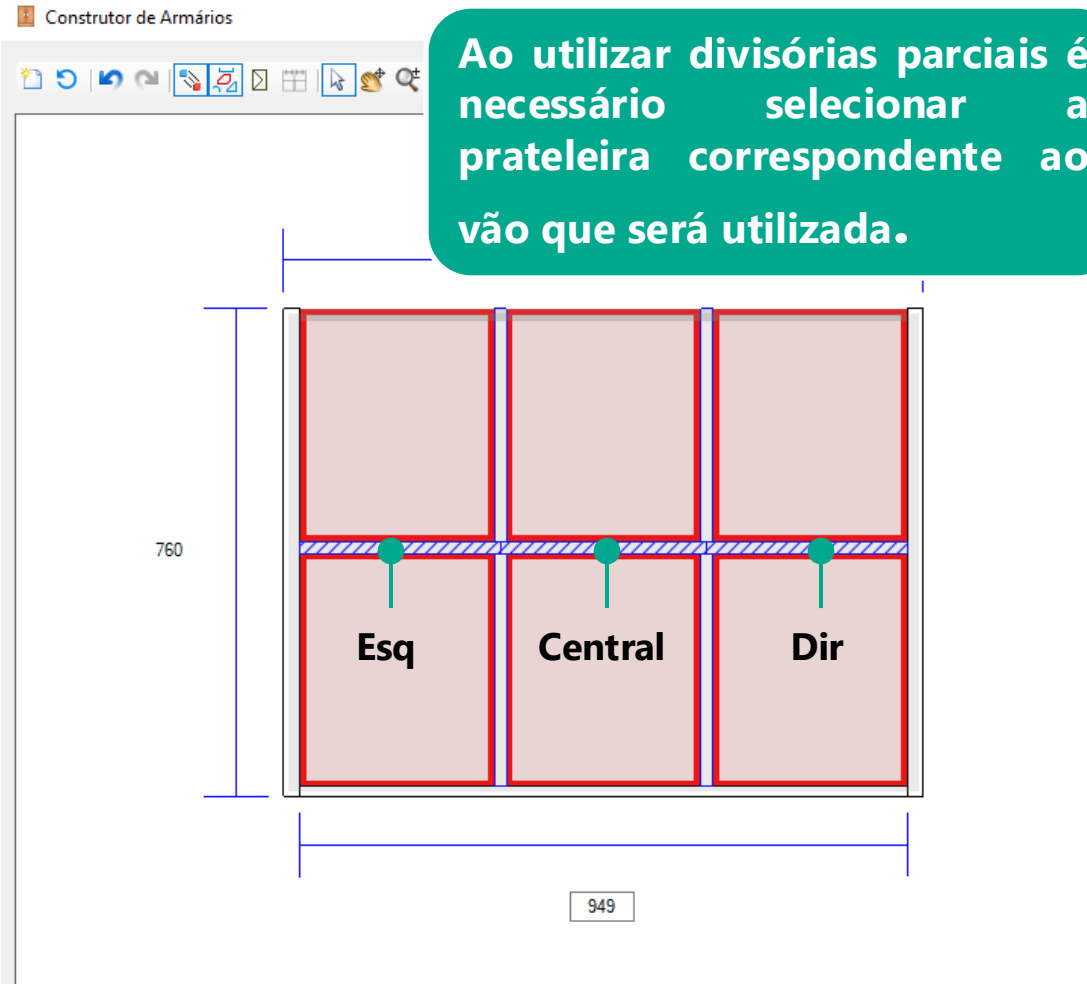 Construtor de Armários
Ao utilizar divisórias parciais é
necessário selecionar a
prateleira correspondente ao
vão que será utilizada.
760
Esq
Central
Dir
949